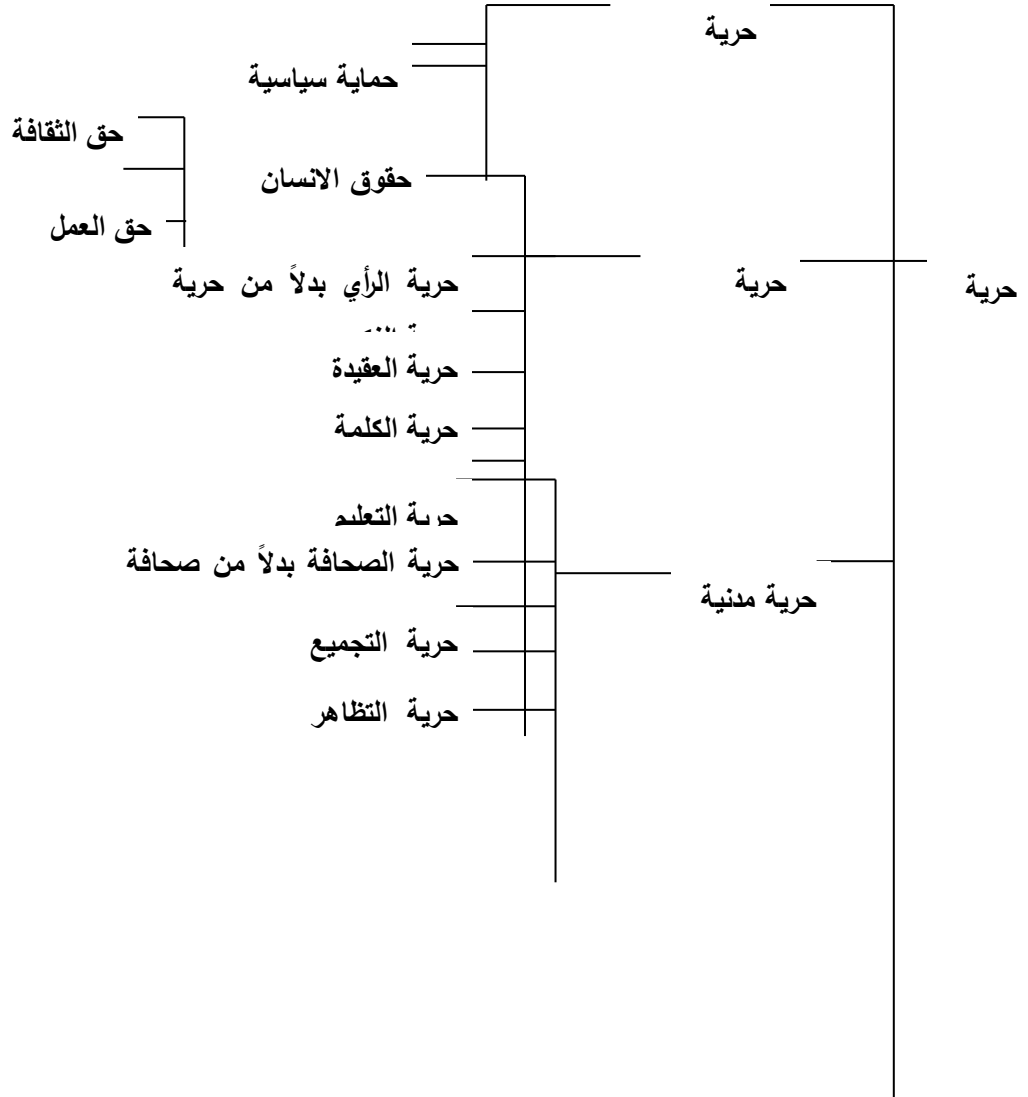 حرية
حماية سياسية
حق الثقافة
حقوق الانسان
حق العمل
حرية الرأي بدلاً من حرية
حرية
حرية
حرية العقيدة
حرية الكلمة
حرية التعليم
حرية الصحافة بدلاً من صحافة
حرية مدنية
حرية التجميع
حرية التظاهر